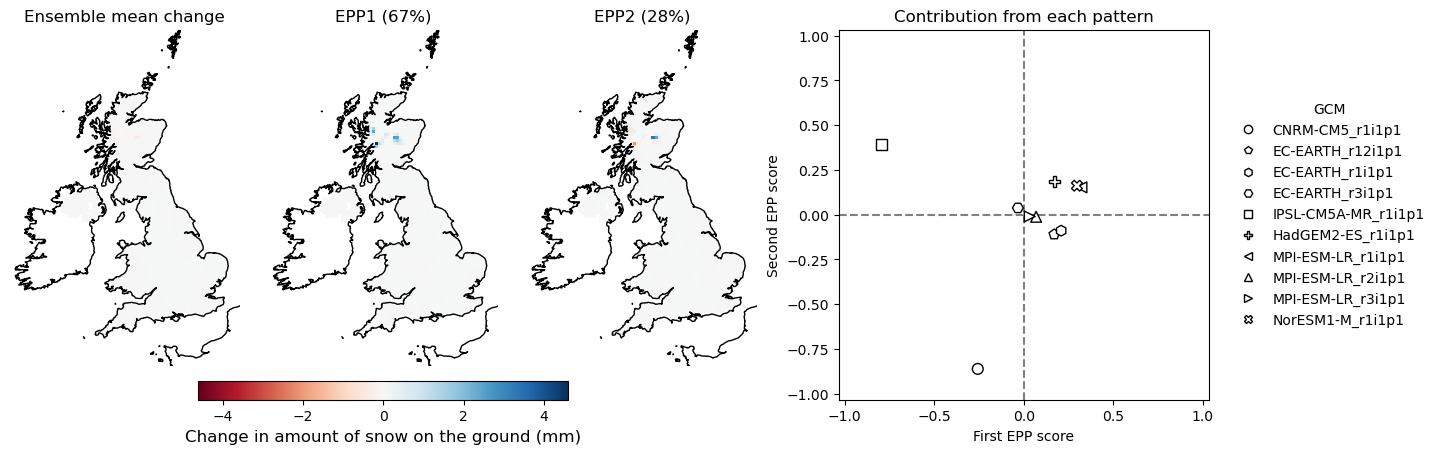 Ensemble mean change
EPP1 (67%)
EPP2 (28%)
Contribution from each pattern
1.00
0.75
0.50
0.25
0.00
−0.25
−0.50
−0.75
−1.00
Second EPP score
−1.0
−0.5
0.0
0.5
1.0
First EPP score
GCM
CNRM-CM5_r1i1p1
EC-EARTH_r12i1p1
EC-EARTH_r1i1p1
EC-EARTH_r3i1p1
IPSL-CM5A-MR_r1i1p1
HadGEM2-ES_r1i1p1
MPI-ESM-LR_r1i1p1
MPI-ESM-LR_r2i1p1
MPI-ESM-LR_r3i1p1
NorESM1-M_r1i1p1
−4
−2
0
2
4
Change in amount of snow on the ground (mm)